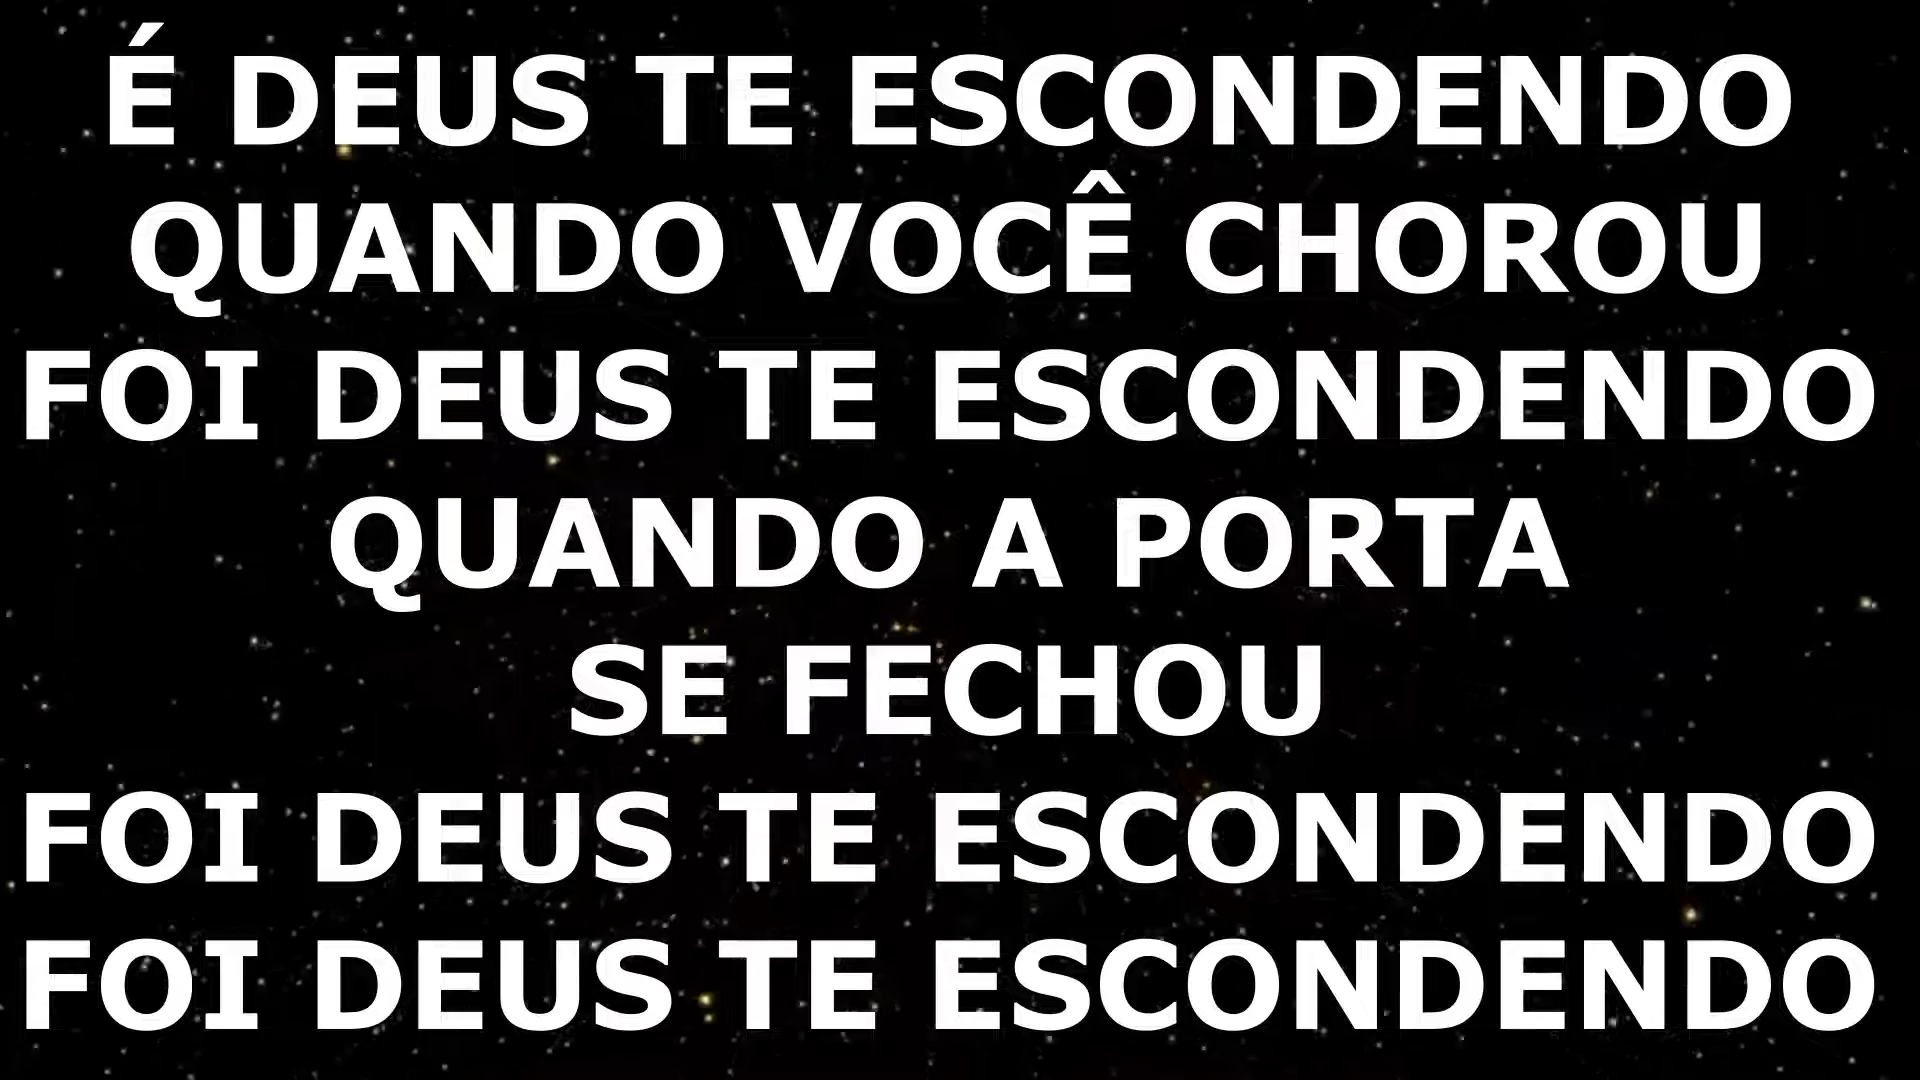 É DEUS TE ESCONDENDO
QUANDO VOCÊ CHOROU
FOI DEUS TE ESCONDENDO
QUANDO A PORTA
SE FECHOU
FOI DEUS TE ESCONDENDO
FOI DEUS TE ESCONDENDO